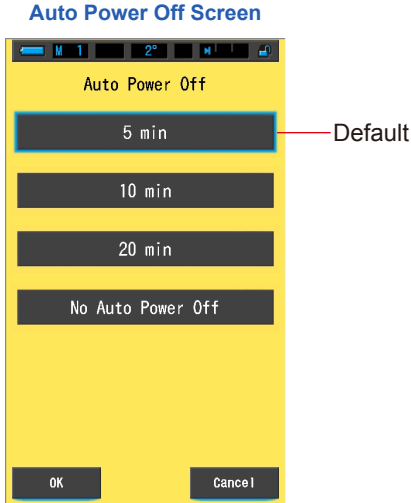 Auto Power Off Screen
M 1 2°
Auto Power Off
5 min
Default
10 min
20 min
No Auto Power Off
OK Cancel